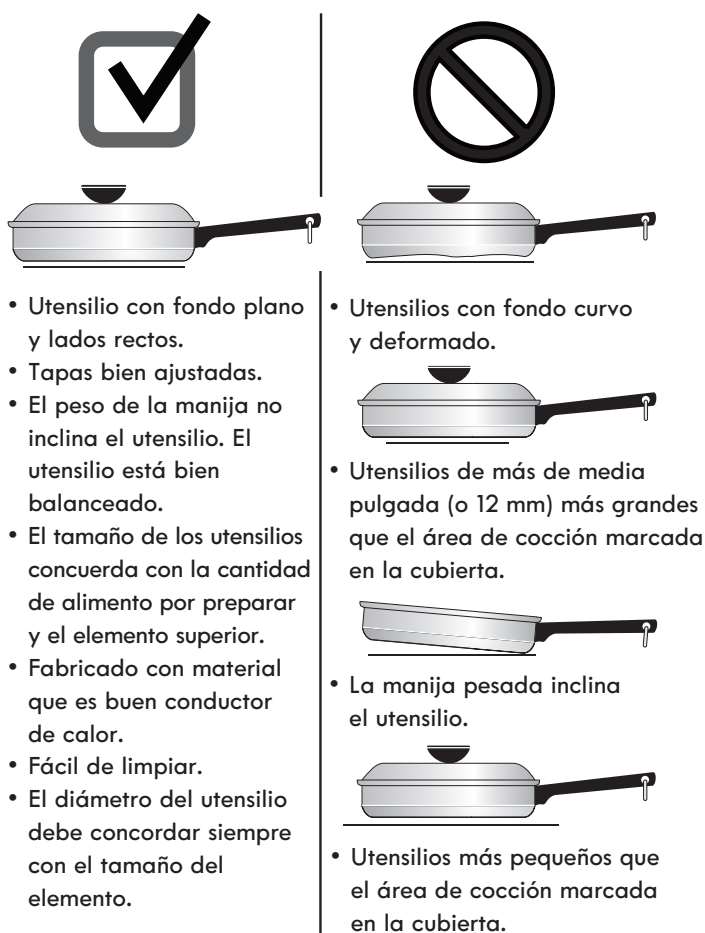 • Utensilio con fondo plano
y lados rectos.
• Tapas bien ajustadas.
• El peso de la manija no
inclina el utensilio. El
utensilio está bien
balanceado.
• El tamaño de los utensilios
concuerda con la cantidad
de alimento por preparar
y el elemento superior.
• Fabricado con material
que es buen conductor
de calor.
• Fácil de limpiar.
• El diámetro del utensilio
debe concordar siempre
con el tamaño del
elemento.
• Utensilios con fondo curvo
y deformado.
• Utensilios de más de media
pulgada (o 12 mm) más grandes
que el área de cocción marcada
en la cubierta.
• La manija pesada inclina
el utensilio.
• Utensilios más pequeños que
el área de cocción marcada
en la cubierta.